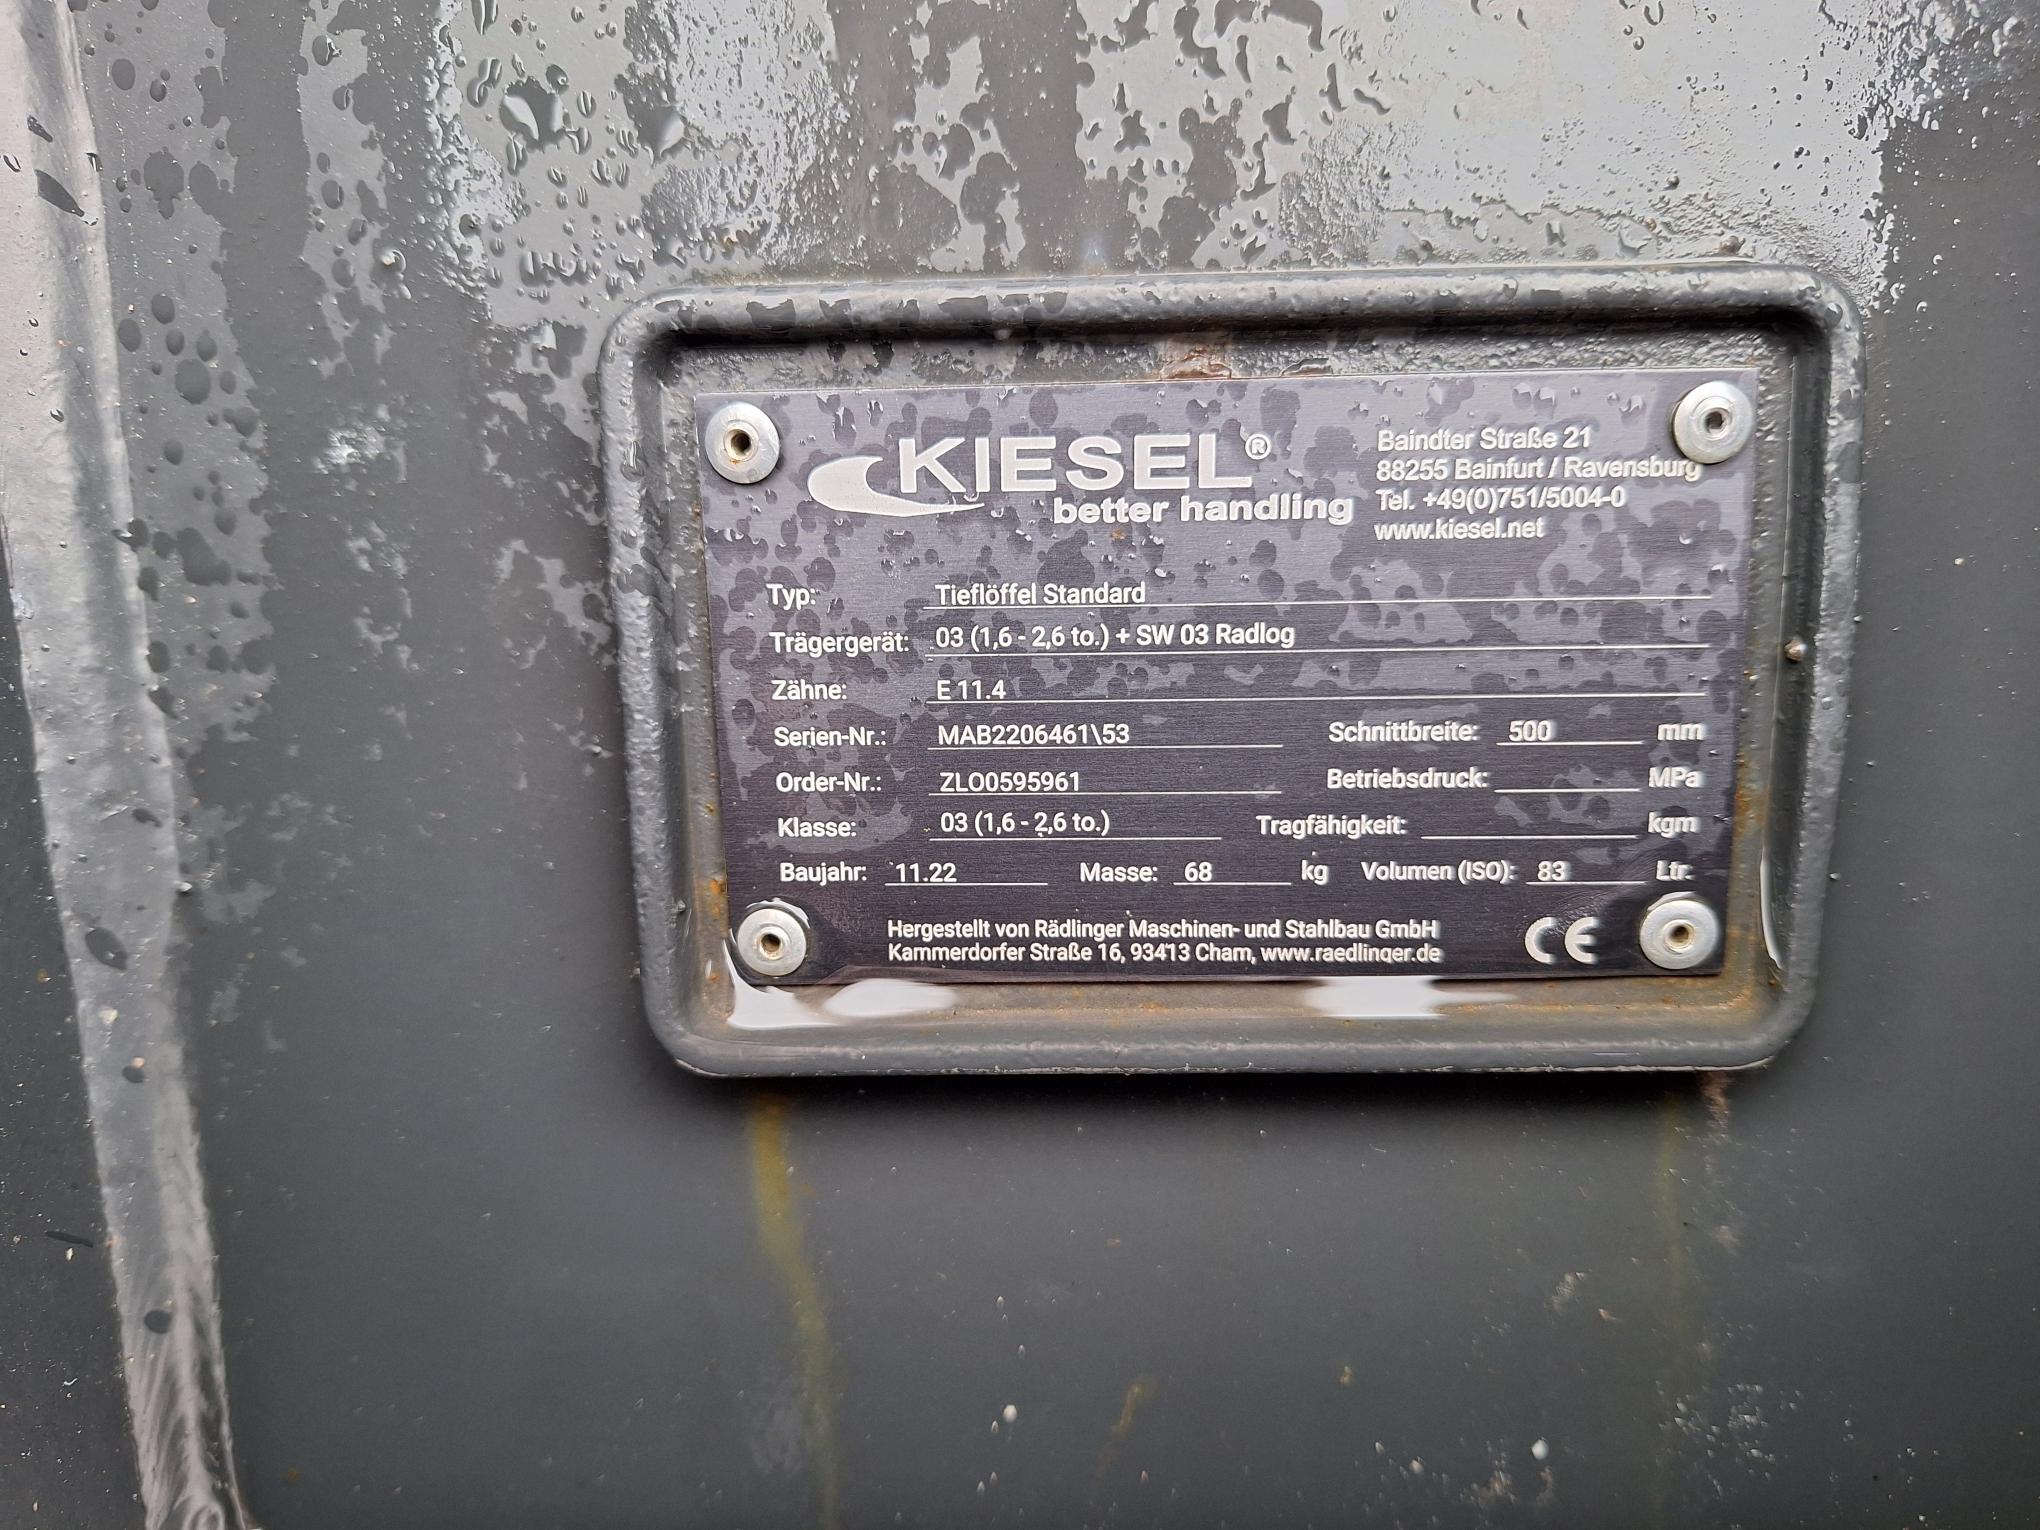 KIESEL®
better handling
Baindter Straße 21
88255 Bainfurt / Ravensburg
Tel. +49(0)751/5004-0
www.kiesel.net
Typ: Tieflöffel Standard
Trägergerät: 03 (1,6 - 2,6 to.) + SW 03 Radlog
Zähne: E 11.4
Serien-Nr.: MAB2206461\53 Schnittbreite: 500 mm
Order-Nr.: ZLO0595961 Betriebsdruck: MPa
Klasse: 03 (1,6 - 2,6 to.) Tragfähigkeit: kgm
Baujahr: 11.22 Masse: 68 kg Volumen (ISO): 83 Ltr.
Hergestellt von Rädlinger Maschinen- und Stahlbau GmbH
Kammerdorfer Straße 16, 93413 Cham, www.raedlinger.de
CE